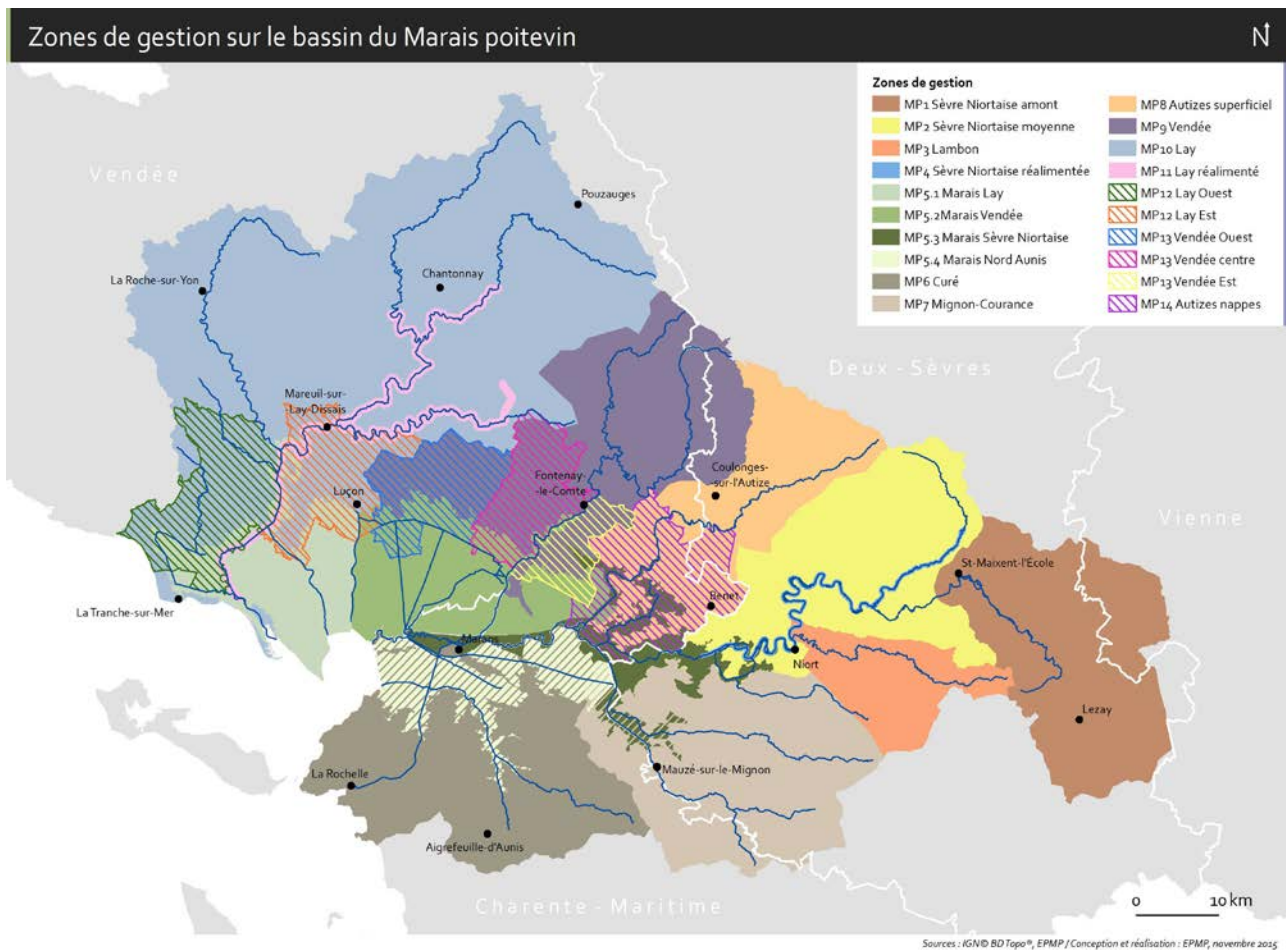 Zones de gestion sur le bassin du Marais poitevin
N
Zones de gestion
MP1 Sèvre Niortaise amont
MP2 Sèvre Niortaise moyenne
MP3 Lambon
MP4 Sèvre Niortaise réalimentée
MP5.1 Marais Lay
MP5.2Marais Vendée
MP5.3 Marais Sèvre Niortaise
MP5.4 Marais Nord Aunis
MP6 Curé
MP7 Mignon-Courance
MP8 Autizes superficiel
MP9 Vendée
MP10 Lay
MP11 Lay réalimenté
MP12 Lay Ouest
MP12 Lay Est
MP13 Vendée Ouest
MP13 Vendée centre
MP13 Vendée Est
MP14 Autizes nappes
Vendée
Pouzauges
La Roche-sur-Yon
Chantonnay
Deux-Sèvres
Mareuil-sur-
Lay-Dissais
Coulonges-
-sur-l'Autize
Fontenay-
-le-Comte
Luçon
Vienne
St-Maixent-l'École
La Tranche-sur-Mer
Benet
Marans
Niort
Lezay
La Rochelle
Mauzé-sur-le-Mignon
Aigrefeuille-d'Aunis
Charente-Maritime
0 10 km
Sources : IGN© BD Topo®, EPMP / Conception et réalisation : EPMP, novembre 2015